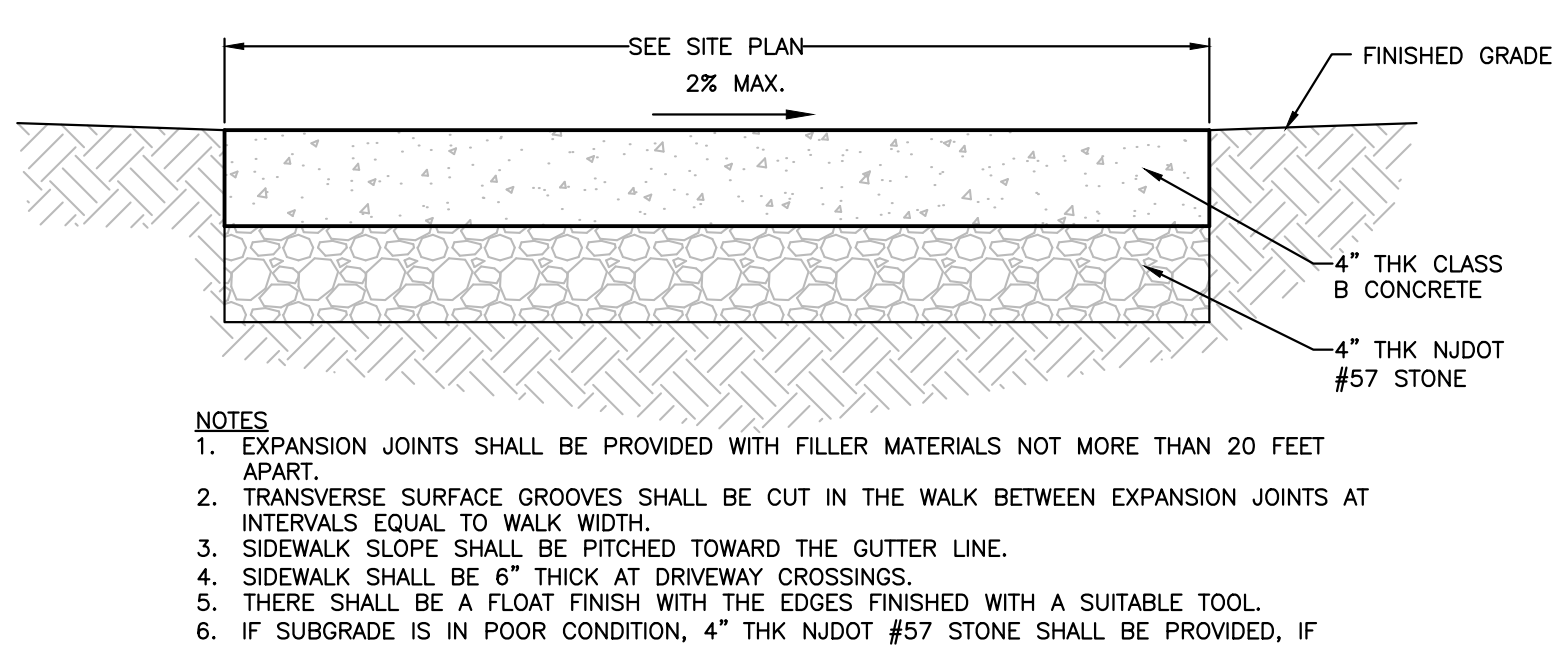 SEE SITE PLAN
2% MAX.
FINISHED GRADE
4" THK CLASS
B CONCRETE
4" THK NJDOT
#57 STONE
NOTES
1. EXPANSION JOINTS SHALL BE PROVIDED WITH FILLER MATERIALS NOT MORE THAN 20 FEET
APART.
2. TRANSVERSE SURFACE GROOVES SHALL BE CUT IN THE WALK BETWEEN EXPANSION JOINTS AT
INTERVALS EQUAL TO WALK WIDTH.
3. SIDEWALK SLOPE SHALL BE PITCHED TOWARD THE GUTTER LINE.
4. SIDEWALK SHALL BE 6" THICK AT DRIVEWAY CROSSINGS.
5. THERE SHALL BE A FLOAT FINISH WITH THE EDGES FINISHED WITH A SUITABLE TOOL.
6. IF SUBGRADE IS IN POOR CONDITION, 4" THK NJDOT #57 STONE SHALL BE PROVIDED, IF